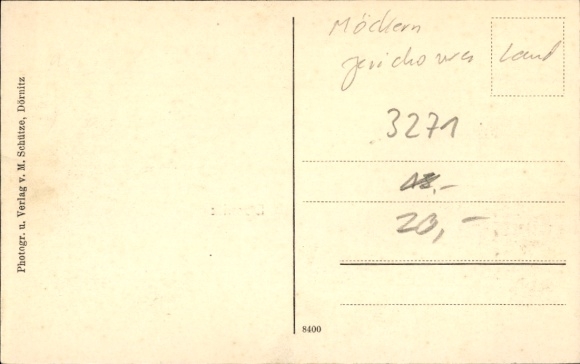 Photogr. u. Verlag v. M. Schütze, Dörnitz
Möckern
Jerichower Land
3271
18.-
20,-
8400